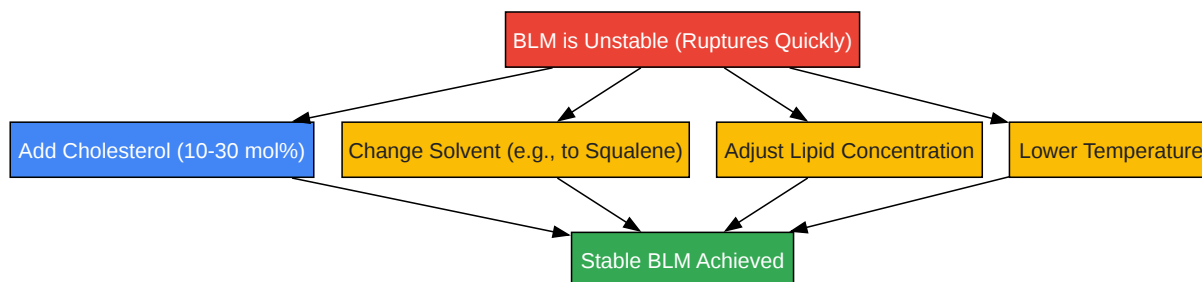 BLM is Unstable (Ruptures Quickly)
Add Cholesterol (10-30 mol%)
Change Solvent (e.g., to Squalene)
Adjust Lipid Concentration
Lower Temperature
Stable BLM Achieved